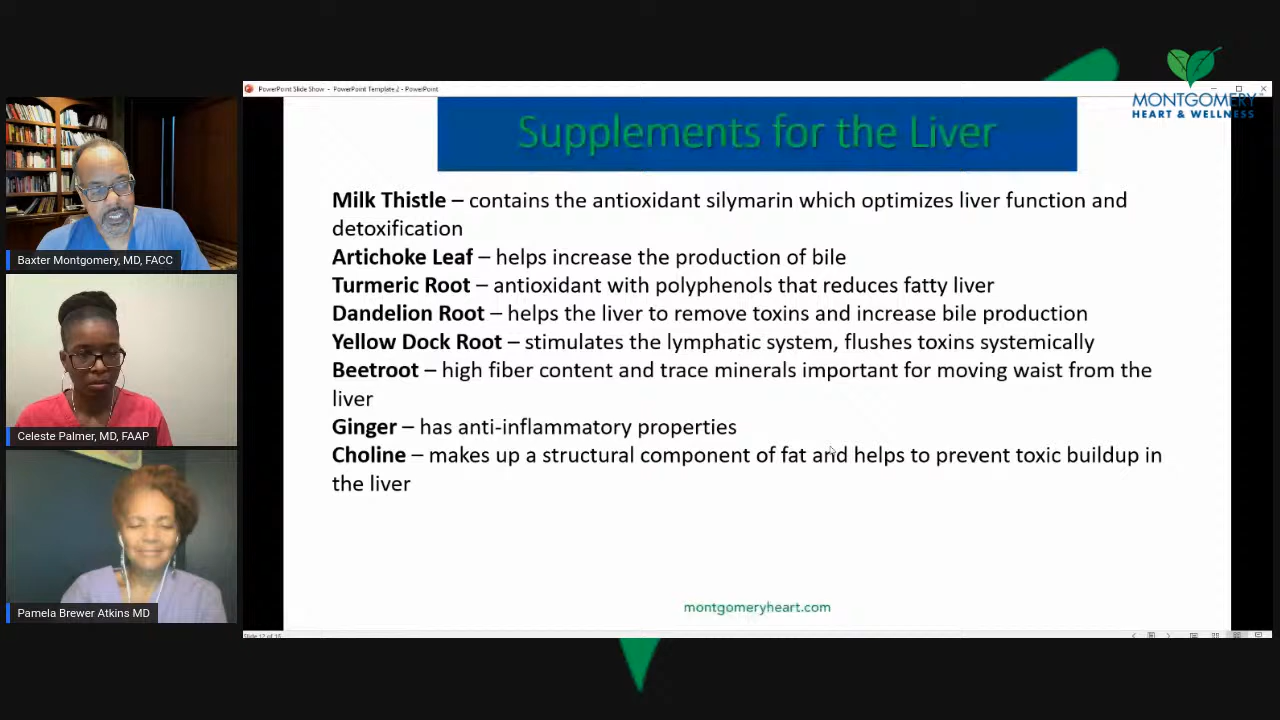 PowerPoint Slide Show - PowerPoint Template.2 - PowerPoint
MONTGOMERY
HEART & WELLNESS
Supplements for the Liver
Milk Thistle – contains the antioxidant silymarin which optimizes liver function and
detoxification
Artichoke Leaf – helps increase the production of bile
Turmeric Root – antioxidant with polyphenols that reduces fatty liver
Dandelion Root – helps the liver to remove toxins and increase bile production
Yellow Dock Root – stimulates the lymphatic system, flushes toxins systemically
Beetroot – high fiber content and trace minerals important for moving waist from the
liver
Ginger – has anti-inflammatory properties
Choline – makes up a structural component of fat and helps to prevent toxic buildup in
the liver
montgomeryheart.com
Baxter Montgomery, MD, FACC
Celeste Palmer, MD, FAAP
Pamela Brewer Atkins MD